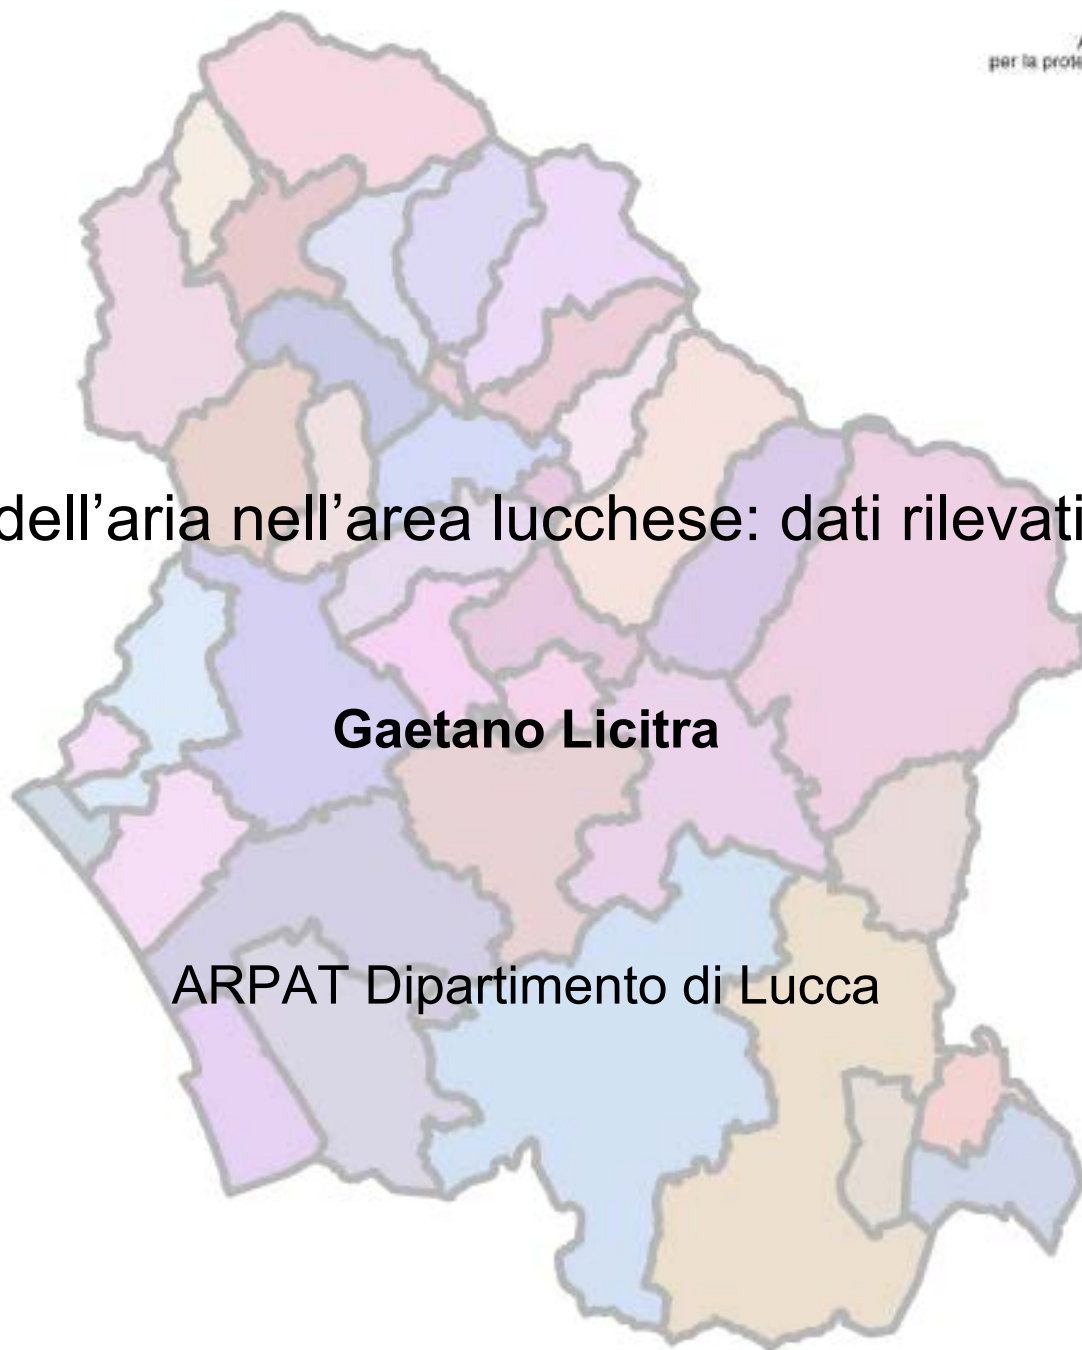 per la prote
dell’aria nell’area lucchese: dati rilevati
Gaetano Licitra
ARPAT Dipartimento di Lucca